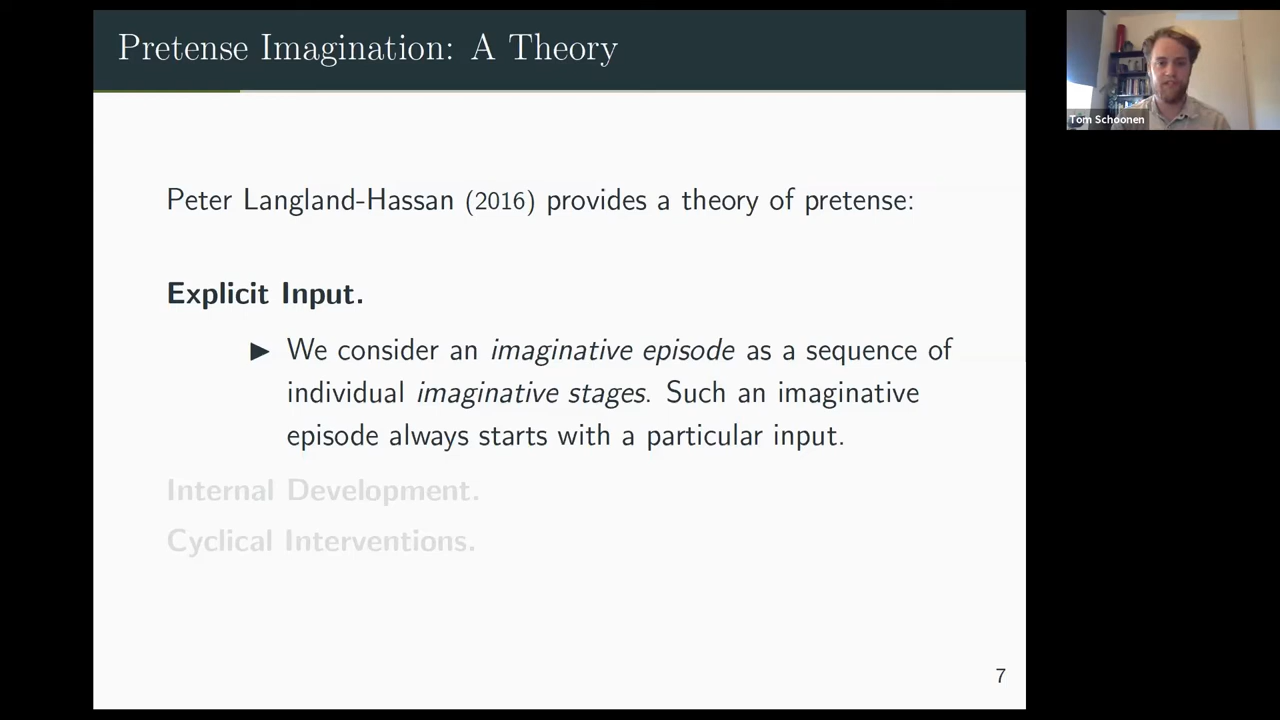 Pretense Imagination: A Theory
Tom Schoonen
Peter Langland-Hassan (2016) provides a theory of pretense:
Explicit Input.
▶ We consider an imaginative episode as a sequence of
individual imaginative stages. Such an imaginative
episode always starts with a particular input.
Internal Development.
Cyclical Interventions.
7